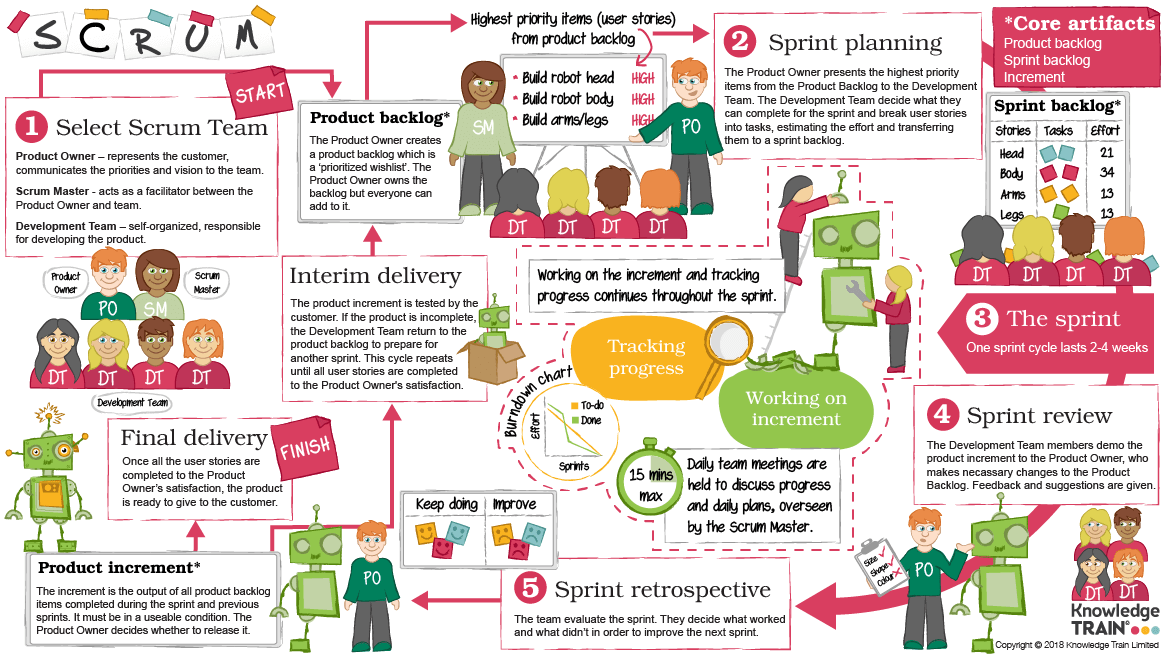 SCRUM
START
1 Select Scrum Team
Product Owner – represents the customer,
communicates the priorities and vision to the team.
Scrum Master - acts as a facilitator between the
Product Owner and team.
Development Team – self-organized, responsible
for developing the product.
Product
Owner
Scrum
Master
PO
SM
DT
DT
DT
DT
Development Team
Product backlog*
The Product Owner creates
a product backlog which is
a 'prioritized wishlist'. The
Product Owner owns the
backlog but everyone can
add to it.
Highest priority items (user stories)
from product backlog
• Build robot head HIGH
• Build robot body HIGH
• Build arms/legs HIGH
SM
PO
DT
DT
DT
DT
2 Sprint planning
The Product Owner presents the highest priority
items from the Product Backlog to the Development
Team. The Development Team decide what they
can complete for the sprint and break user stories
into tasks, estimating the effort and transferring
them to a sprint backlog.
*Core artifacts
Product backlog
Sprint backlog
Increment
Sprint backlog*
Stories Tasks Effort
Head 21
Body 34
Arms 13
Legs 13
DT
DT
DT
DT
3 The sprint
One sprint cycle lasts 2-4 weeks
Working on the increment and tracking
progress continues throughout the sprint.
Tracking
progress
Working on
increment
Burndown chart
Effort
To-do
Done
Sprints
15 mins
max
Daily team meetings are
held to discuss progress
and daily plans, overseen
by the Scrum Master.
4 Sprint review
The Development Team members demo the
product increment to the Product Owner, who
makes necassary changes to the Product
Backlog. Feedback and suggestions are given.
Size
Shape
Colour
PO
DT
DT
DT
DT
5 Sprint retrospective
The team evaluate the sprint. They decide what worked
and what didn't in order to improve the next sprint.
Keep doing Improve
PO
Product increment*
The increment is the output of all product backlog
items completed during the sprint and previous
sprints. It must be in a useable condition. The
Product Owner decides whether to release it.
Interim delivery
The product increment is tested by the
customer. If the product is incomplete,
the Development Team return to the
product backlog to prepare for
another sprint. This cycle repeats
until all user stories are completed
to the Product Owner's satisfaction.
Final delivery
FINISH
Once all the user stories are
completed to the Product
Owner's satisfaction, the product
is ready to give to the customer.
Knowledge
TRAIN®
Copyright © 2018 Knowledge Train Limited